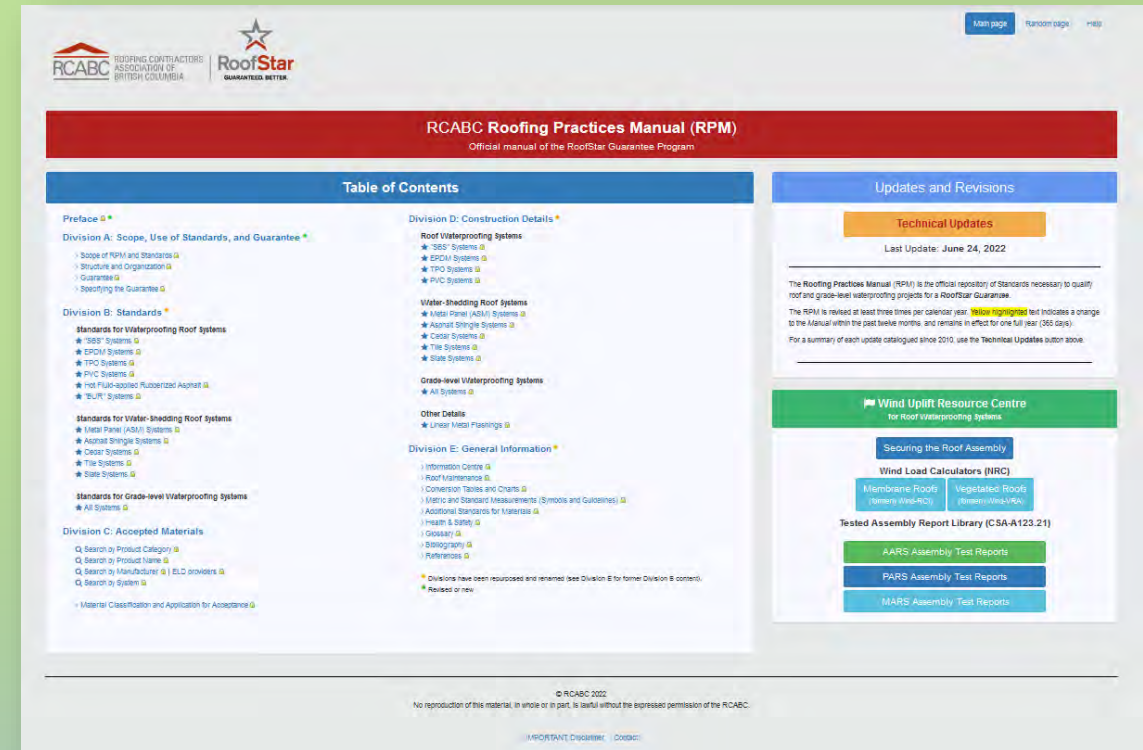 Main page Random page Help
RCABC ROOFING CONTRACTORS
ASSOCIATION OF
BRITISH COLUMBIA
RoofStar
GUARANTEED. BETTER.
RCABC Roofing Practices Manual (RPM)
Official manual of the RoofStar Guarantee Program
Table of Contents
Preface
Division A: Scope, Use of Standards, and Guarantee *
› Scope of RPM and Standards
› Structure and Organization
› Guarantee
› Specifying the Guarantee
Division B: Standards *
Standards for Waterproofing Roof Systems
★ "SBS" Systems
★ EPDM Systems
★ TPO Systems
★ PVC Systems
★ Hot Fluid-applied Rubberized Asphalt
★ "BUR" Systems
Standards for Water-Shedding Roof Systems
★ Metal Panel (ASM) Systems
★ Asphalt Shingle Systems
★ Cedar Systems
★ Tile Systems
★ Slate Systems
Standards for Grade-level Waterproofing Systems
★ All Systems
Division C: Accepted Materials
Search by Product Category
Search by Product Name
Search by Manufacturer | ELD providers
Search by System
› Material Classification and Application for Acceptance
Division D: Construction Details *
Roof Waterproofing Systems
★ "SBS" Systems
★ EPDM Systems
★ TPO Systems
★ PVC Systems
Water-Shedding Roof Systems
★ Metal Panel (ASM) Systems
★ Asphalt Shingle Systems
★ Cedar Systems
★ Tile Systems
★ Slate Systems
Grade-level Waterproofing Systems
★ All Systems
Other Details
★ Linear Metal Flashings
Division E: General Information *
› Information Centre
› Roof Maintenance
› Conversion Tables and Charts
› Metric and Standard Measurements (Symbols and Guidelines)
› Additional Standards for Materials
› Health & Safety
› Glossary
› Bibliography
› References
* Divisions have been repurposed and renamed (see Division E for former Division B content).
* Revised or new
Updates and Revisions
Technical Updates
Last Update: June 24, 2022
The Roofing Practices Manual (RPM) is the official repository of Standards necessary to qualify
roof and grade-level waterproofing projects for a RoofStar Guarantee.
The RPM is revised at least three times per calendar year. Yellow highlighted text indicates a change
to the Manual within the past twelve months, and remains in effect for one full year (365 days).
For a summary of each update catalogued since 2010, use the Technical Updates button above.
Wind Uplift Resource Centre
for Roof Waterproofing Systems
Securing the Roof Assembly
Wind Load Calculators (NRC)
Membrane Roofs
(formerly Wind-RCI)
Vegetated Roofs
(formerly Wind-VRA)
Tested Assembly Report Library (CSA-A123.21)
AARS Assembly Test Reports
PARS Assembly Test Reports
MARS Assembly Test Reports
© RCABC 2022
No reproduction of this material, in whole or in part, is lawful without the expressed permission of the RCABC.
IMPORTANT Disclaimer Contact